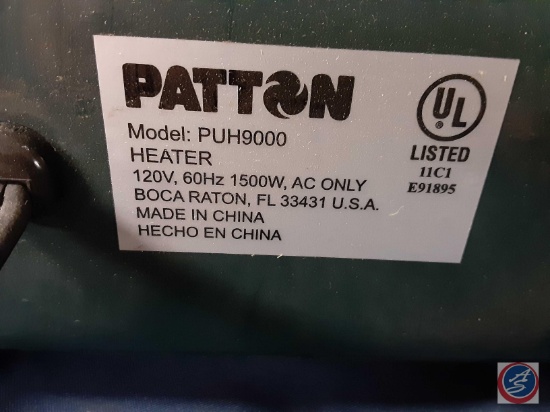 PATTON
Model: PUH9000
HEATER
120V, 60Hz 1500W, AC ONLY
BOCA RATON, FL 33431 U.S.A.
MADE IN CHINA
HECHO EN CHINA
UL
LISTED
11C1
E91895
AS